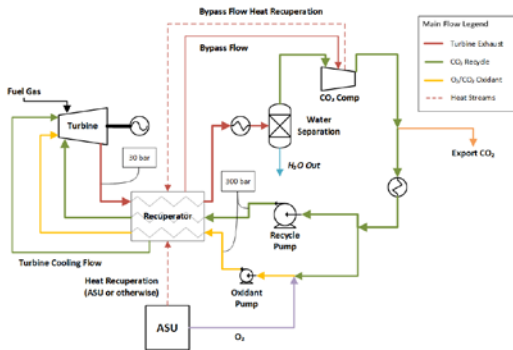 Bypass Flow Heat Recuperation
Bypass Flow
Main Flow Legend
Turbine Exhaust
CO₂ Recycle
O₂/CO₂ Oxidant
Heat Streams
Fuel Gas
Turbine
CO₂ Comp
Water
Separation
30 bar
H₂O Out
Export CO₂
300 bar
Recuperator
Recycle
Pump
Turbine Cooling Flow
Heat Recuperation
(ASU or otherwise)
Oxidant
Pump
ASU
O₂